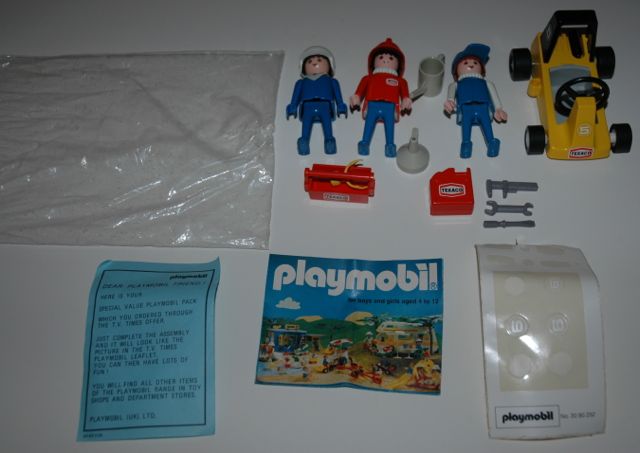 TEXACO
5
TEXACO
TEXACO
TEXACO
playmobil
DEAR PLAYMOBIL FRIEND!
HERE IS YOUR
SPECIAL VALUE PLAYMOBIL PACK
WHICH YOU ORDERED THROUGH
THE T.V. TIMES OFFER
JUST COMPLETE THE ASSEMBLY
AND IT WILL LOOK LIKE THE
PICTURE IN THE T.V TIMES
PLAYMOBIL LEAFLET.
YOU CAN THEN HAVE LOTS OF
FUN!
YOU WILL FIND ALL OTHER ITEMS
OF THE PLAYMOBIL RANGE IN TOY
SHOPS AND DEPARTMENT STORES.
PLAYMOBIL (UK) LTD.
playmobil
for boys and girls aged 4 to 12
playmobil